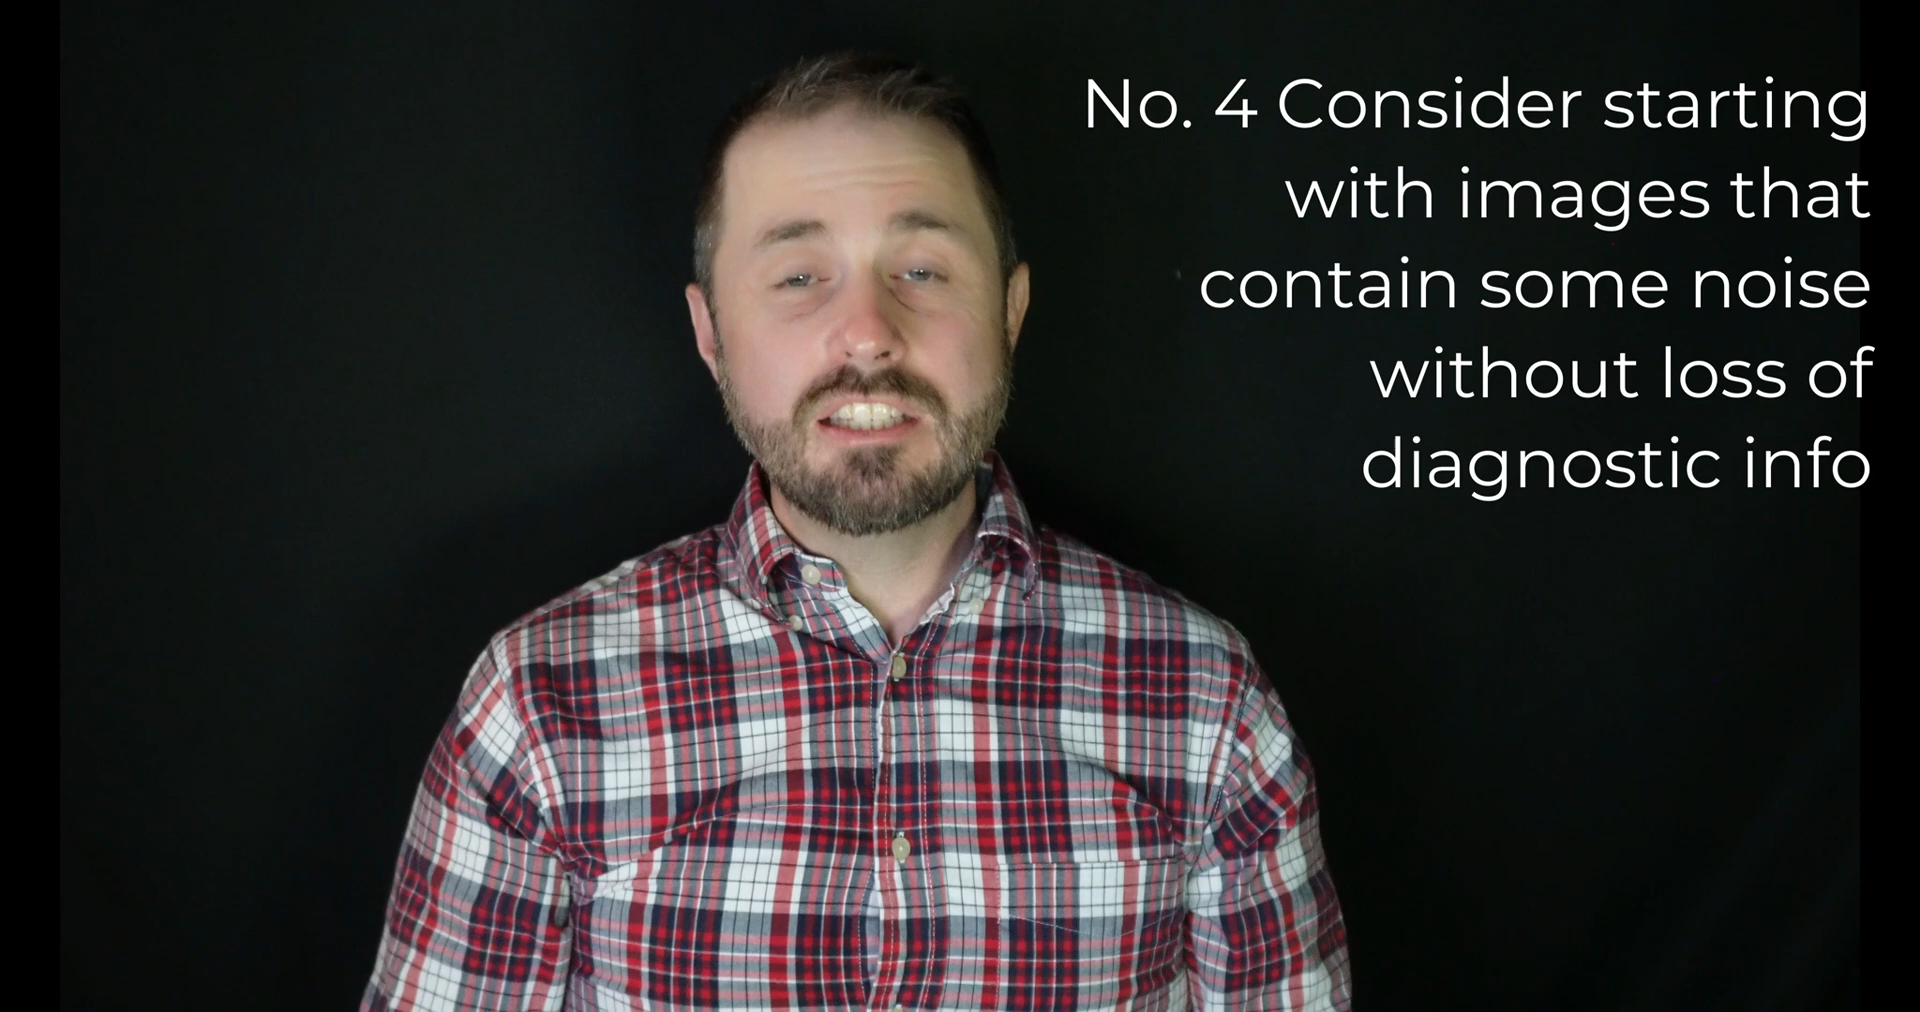 No. 4 Consider starting
with images that
contain some noise
without loss of
diagnostic info